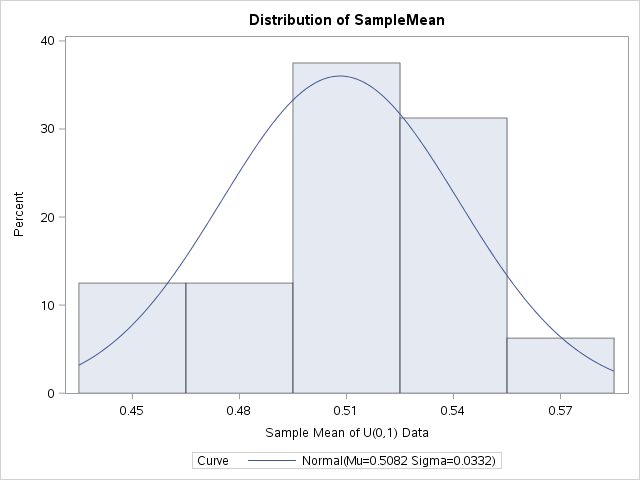 Distribution of SampleMean
40
30
20
10
0
Percent
0.45 0.48 0.51 0.54 0.57
Sample Mean of U(0,1) Data
Curve Normal(Mu=0.5082 Sigma=0.0332)